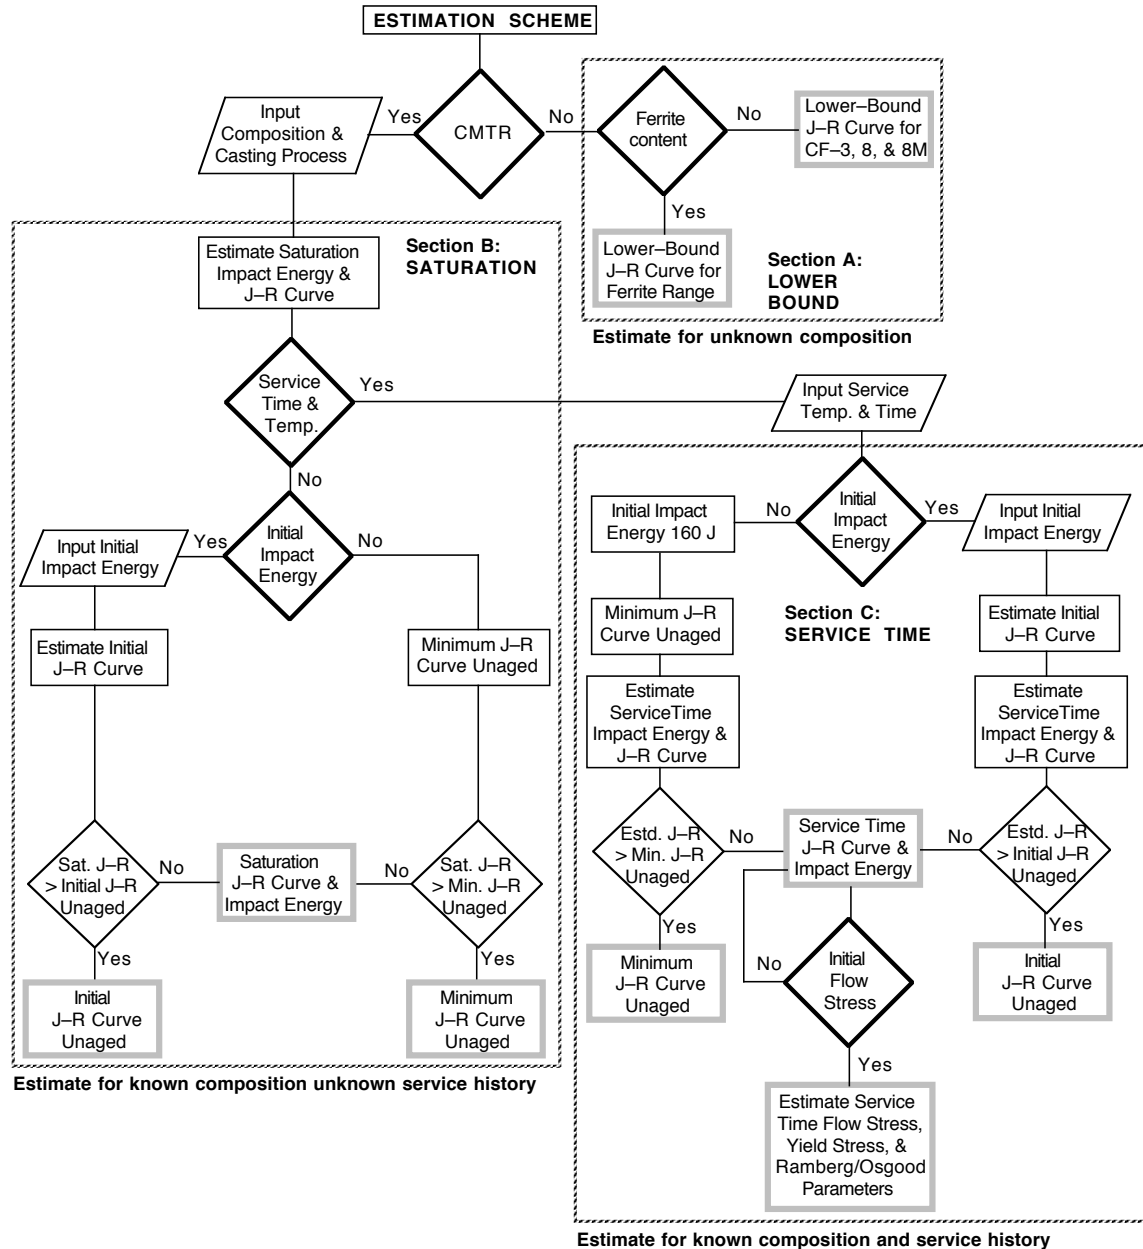 ESTIMATION SCHEME
CMTR
Yes
No
Input
Composition &
Casting Process
Ferrite
content
No
Yes
Lower–Bound
J–R Curve for
CF–3, 8, & 8M
Lower–Bound
J–R Curve for
Ferrite Range
Section A:
LOWER
BOUND
Estimate for unknown composition
Estimate Saturation
Impact Energy &
J–R Curve
Section B:
SATURATION
Service
Time &
Temp.
Yes
No
Input Service
Temp. & Time
Initial
Impact
Energy
Yes
No
Input Initial
Impact Energy
Estimate Initial
J–R Curve
Minimum J–R
Curve Unaged
Sat. J–R
> Initial J–R
Unaged
No
Saturation
J–R Curve &
Impact Energy
No
Sat. J–R
> Min. J–R
Unaged
Yes
Yes
Initial
J–R Curve
Unaged
Minimum
J–R Curve
Unaged
Estimate for known composition unknown service history
Initial Impact
Energy 160 J
No
Initial
Impact
Energy
Yes
Input Initial
Impact Energy
Minimum J–R
Curve Unaged
Section C:
SERVICE TIME
Estimate Initial
J–R Curve
Estimate
ServiceTime
Impact Energy &
J–R Curve
Estimate
ServiceTime
Impact Energy &
J–R Curve
Estd. J–R
> Min. J–R
Unaged
No
Service Time
J–R Curve &
Impact Energy
No
Estd. J–R
> Initial J–R
Unaged
Yes
Yes
Minimum
J–R Curve
Unaged
No
Initial
Flow
Stress
Initial
J–R Curve
Unaged
Yes
Estimate Service
Time Flow Stress,
Yield Stress, &
Ramberg/Osgood
Parameters
Estimate for known composition and service history